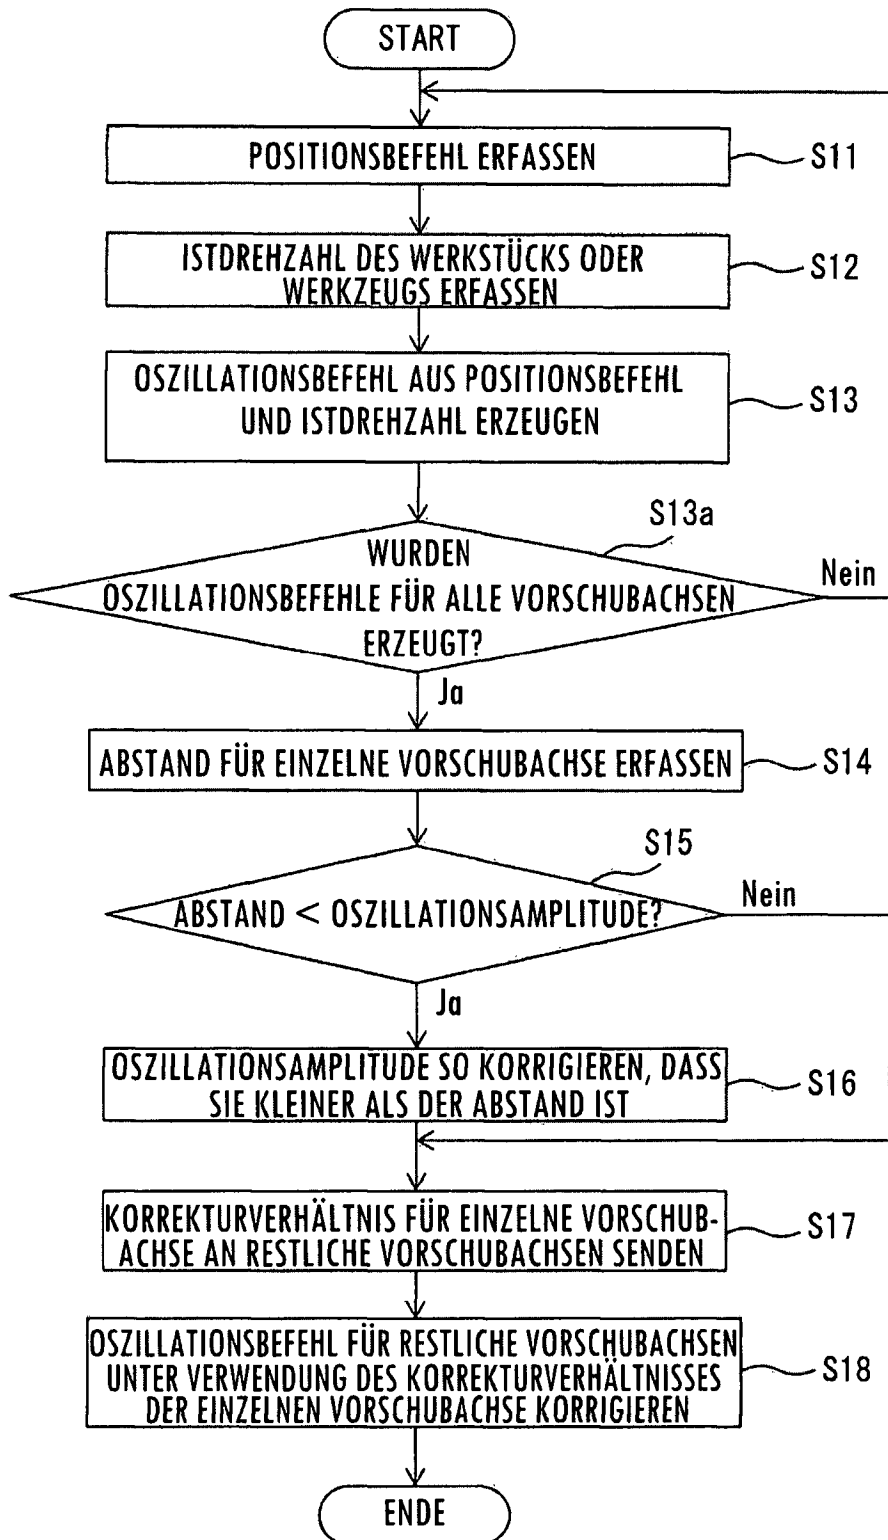 START
POSITIONSBEFEHL ERFASSEN
S11
ISTDREHZAHL DES WERKSTÜCKS ODER
WERKZEUGS ERFASSEN
S12
OSZILLATIONSBEFEHL AUS POSITIONSBEFEHL
UND ISTDREHZAHL ERZEUGEN
S13
S13a
WURDEN
OSZILLATIONSBEFEHLE FÜR ALLE VORSCHUBACHSEN
ERZEUGT?
Nein
Ja
ABSTAND FÜR EINZELNE VORSCHUBACHSE ERFASSEN
S14
S15
ABSTAND < OSZILLATIONSAMPLITUDE?
Nein
Ja
OSZILLATIONSAMPLITUDE SO KORRIGIEREN, DASS
SIE KLEINER ALS DER ABSTAND IST
S16
KORREKTURVERHÄLTNIS FÜR EINZELNE VORSCHUB-
ACHSE AN RESTLICHE VORSCHUBACHSEN SENDEN
S17
OSZILLATIONSBEFEHL FÜR RESTLICHE VORSCHUBACHSEN
UNTER VERWENDUNG DES KORREKTURVERHÄLTNISSES
DER EINZELNEN VORSCHUBACHSE KORRIGIEREN
S18
ENDE